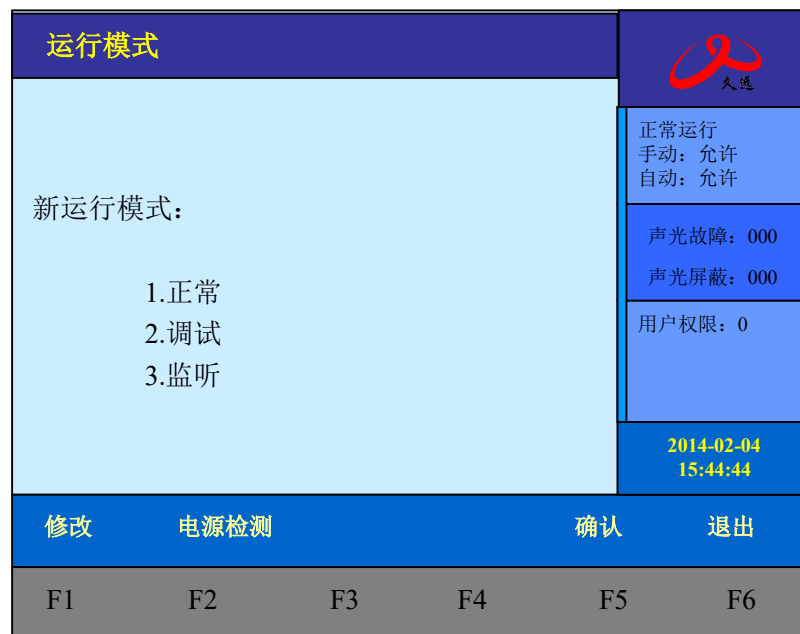 运行模式
久远
正常运行
手动：允许
自动：允许
新运行模式：
声光故障：000
声光屏蔽：000
1.正常
2.调试
3.监听
用户权限：0
2014-02-04
15:44:44
修改 电源检测 确认 退出
F1 F2 F3 F4 F5 F6